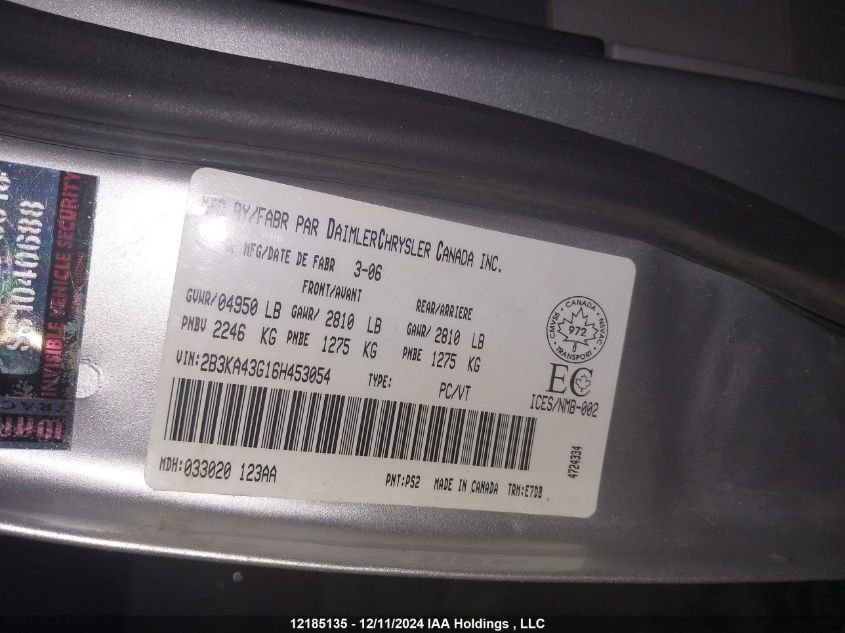 BY/FABR PAR DAIMLERCHRYSLER CANADA INC.
MFG/DATE DE FABR 3-06
FRONT/AVANT REAR/ARRIERE
GVWR/04950 LB GAWR/ 2810 LB GAWR/ 2810 LB
PNBV 2246 KG PNBE 1275 KG PNBE 1275 KG
VIN:2B3KA43G16H453054 TYPE: PC/VT
MDH:033020 123AA PNT:PS2 MADE IN CANADA TRM:E7DB
4724334
CANADA
CMVSS
NSVAC
972
TRANSPORT
EC
ICES/NMB-002
INVISIBLE VEHICLE SECURITY
12185135 - 12/11/2024 IAA Holdings , LLC